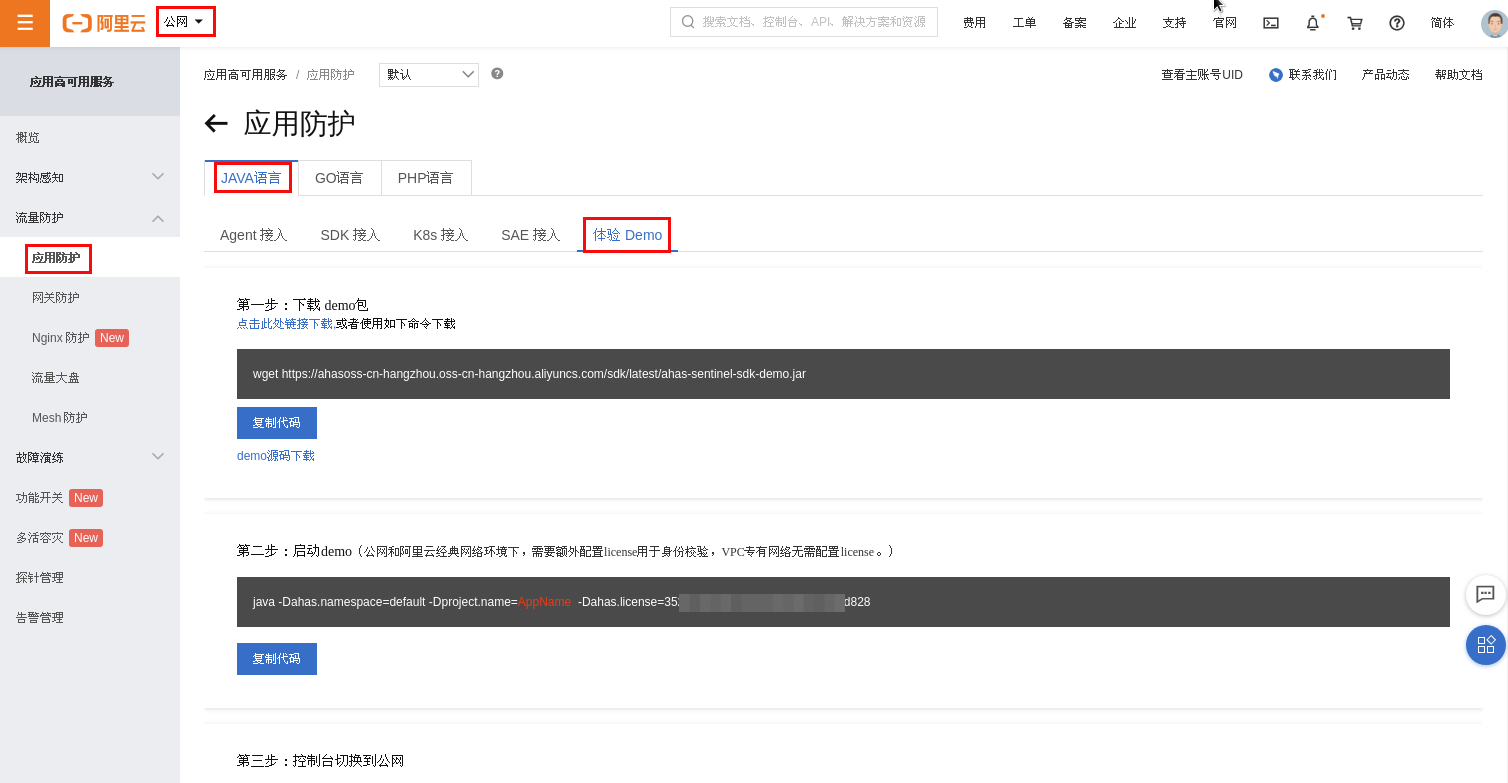 阿里云
公网
搜索文档、控制台、API、解决方案和资源
费用
工单
备案
企业
支持
官网
简体
应用高可用服务
概览
架构感知
流量防护
应用防护
网关防护
Nginx 防护 New
流量大盘
Mesh 防护
故障演练
功能开关 New
多活容灾 New
探针管理
告警管理
应用高可用服务 / 应用防护
默认
查看主账号UID
联系我们
产品动态
帮助文档
应用防护
JAVA语言
GO语言
PHP语言
Agent 接入
SDK 接入
K8s 接入
SAE 接入
体验 Demo
第一步：下载 demo包
点击此处链接下载,或者使用如下命令下载
wget https://ahasoss-cn-hangzhou.oss-cn-hangzhou.aliyuncs.com/sdk/latest/ahas-sentinel-sdk-demo.jar
复制代码
demo源码下载
第二步：启动demo（公网和阿里云经典网络环境下，需要额外配置license用于身份校验，VPC专有网络无需配置license 。）
java -Dahas.namespace=default -Dproject.name=AppName -Dahas.license=35 d828
复制代码
第三步：控制台切换到公网